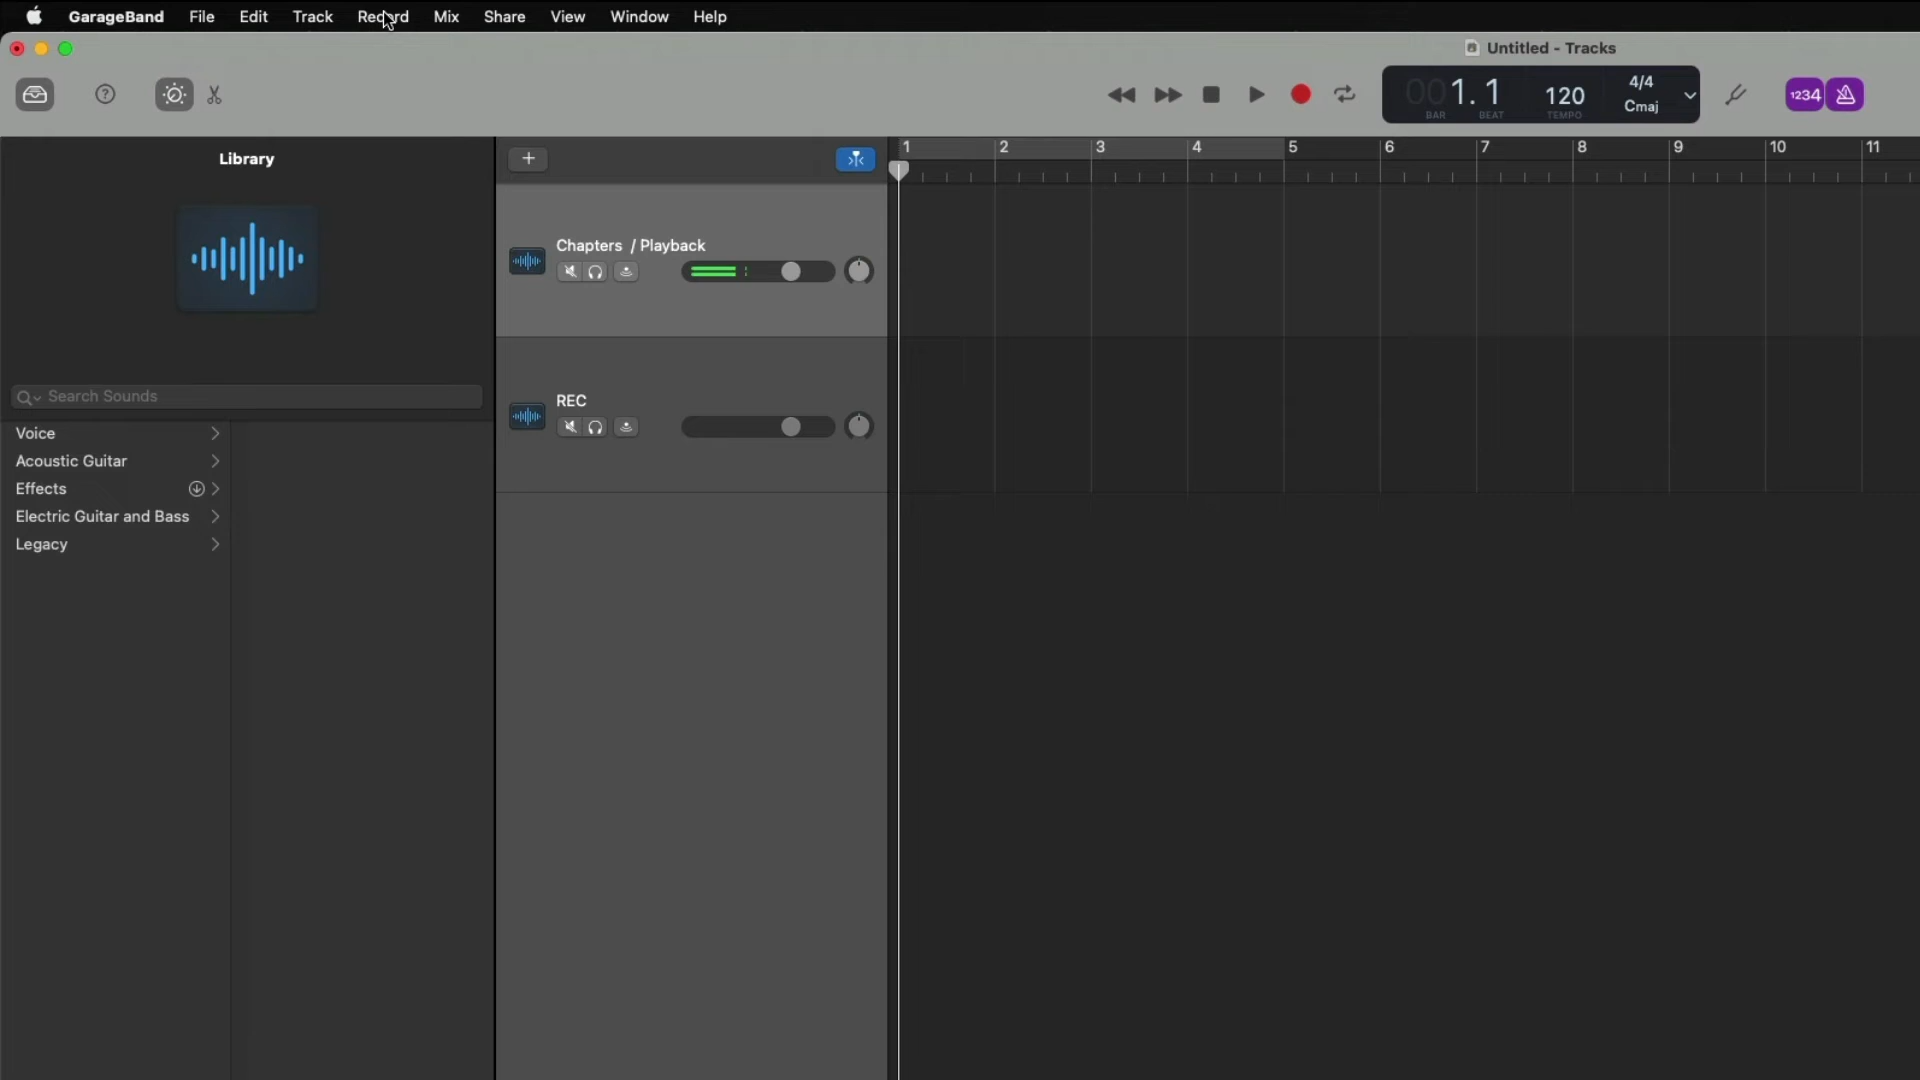 GarageBand File Edit Track Record Mix Share View Window Help
Untitled - Tracks
001.1 120 4/4
Cmaj
BAR BEAT TEMPO
1234
Library
1 2 3 4 5 6 7 8 9 10 11
Chapters / Playback
Search Sounds
REC
Voice
Acoustic Guitar
Effects
Electric Guitar and Bass
Legacy